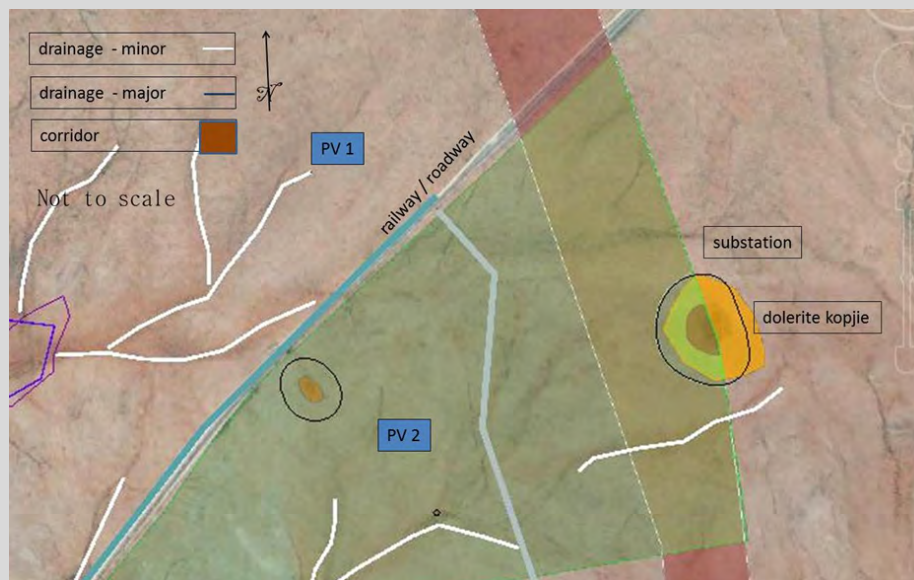 drainage - minor
drainage - major
corridor
N
PV 1
Not to scale
railway / roadway
substation
dolerite kopjie
PV 2